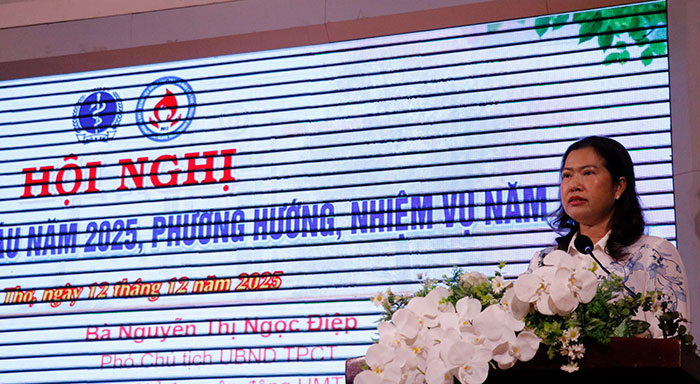 HỘI NGHỊ
NĂM 2025, PHƯƠNG HƯỚNG, NHIỆM VỤ NĂM
Thơ, ngày 12 tháng 12 năm 2025
Bà Nguyễn Thị Ngọc Điệp
Phó Chủ tịch UBND TPCT